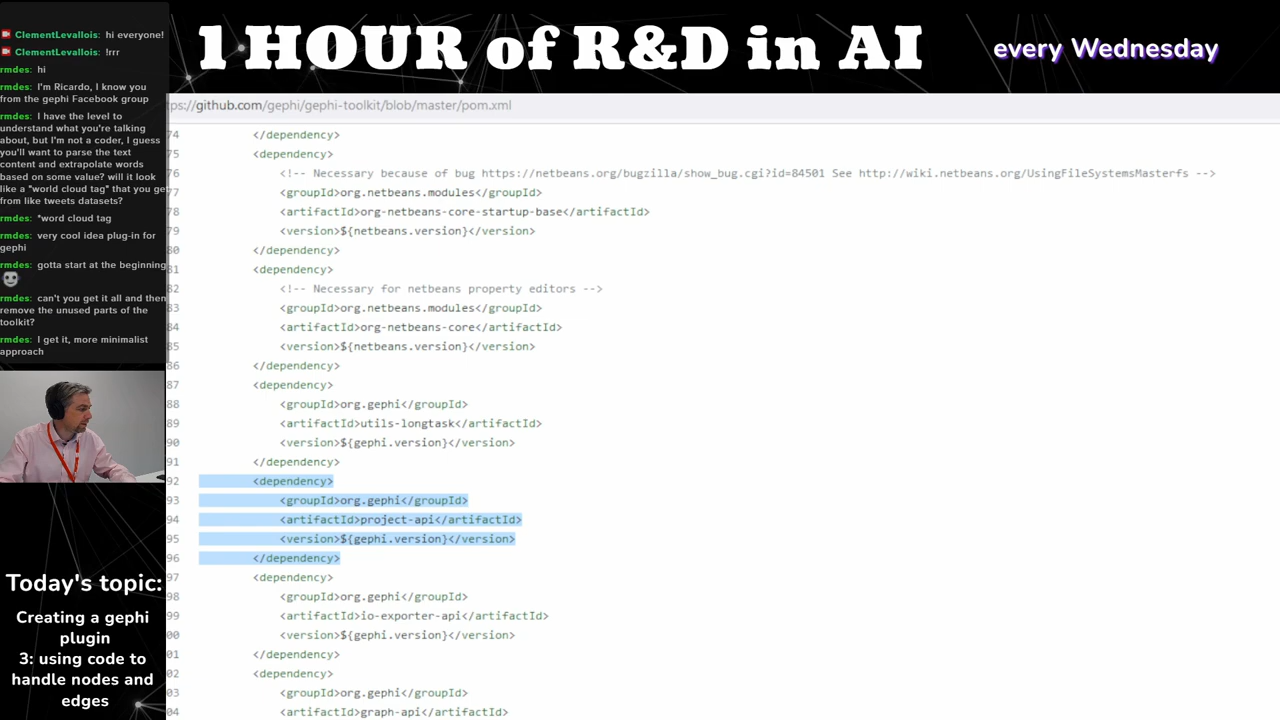 1 HOUR of R&D in AI
every Wednesday
ClementLevallois: hi everyone!
ClementLevallois: !rrr
rmdes: hi
rmdes: I'm Ricardo, I know you
from the gephi Facebook group
rmdes: I have the level to
understand what you're talking
about, but I'm not a coder, I guess
you'll want to parse the text
content and extrapolate words
based on some value? will it look
like a "world cloud tag" that you get
from like tweets datasets?
rmdes: *word cloud tag
rmdes: very cool idea plug-in for
gephi
rmdes: gotta start at the beginning
rmdes: can't you get it all and then
remove the unused parts of the
toolkit?
rmdes: I get it, more minimalist
approach
Today's topic:
Creating a gephi
plugin
3: using code to
handle nodes and
edges
ps://github.com/gephi/gephi-toolkit/blob/master/pom.xml
74 </dependency>
75 <dependency>
76 <!-- Necessary because of bug https://netbeans.org/bugzilla/show_bug.cgi?id=84501 See http://wiki.netbeans.org/UsingFileSystemsMasterfs -->
77 <groupId>org.netbeans.modules</groupId>
78 <artifactId>org-netbeans-core-startup-base</artifactId>
79 <version>${netbeans.version}</version>
80 </dependency>
81 <dependency>
82 <!-- Necessary for netbeans property editors -->
83 <groupId>org.netbeans.modules</groupId>
84 <artifactId>org-netbeans-core</artifactId>
85 <version>${netbeans.version}</version>
86 </dependency>
87 <dependency>
88 <groupId>org.gephi</groupId>
89 <artifactId>utils-longtask</artifactId>
90 <version>${gephi.version}</version>
91 </dependency>
92 <dependency>
93 <groupId>org.gephi</groupId>
94 <artifactId>project-api</artifactId>
95 <version>${gephi.version}</version>
96 </dependency>
97 <dependency>
98 <groupId>org.gephi</groupId>
99 <artifactId>io-exporter-api</artifactId>
00 <version>${gephi.version}</version>
01 </dependency>
02 <dependency>
03 <groupId>org.gephi</groupId>
04 <artifactId>graph-api</artifactId>